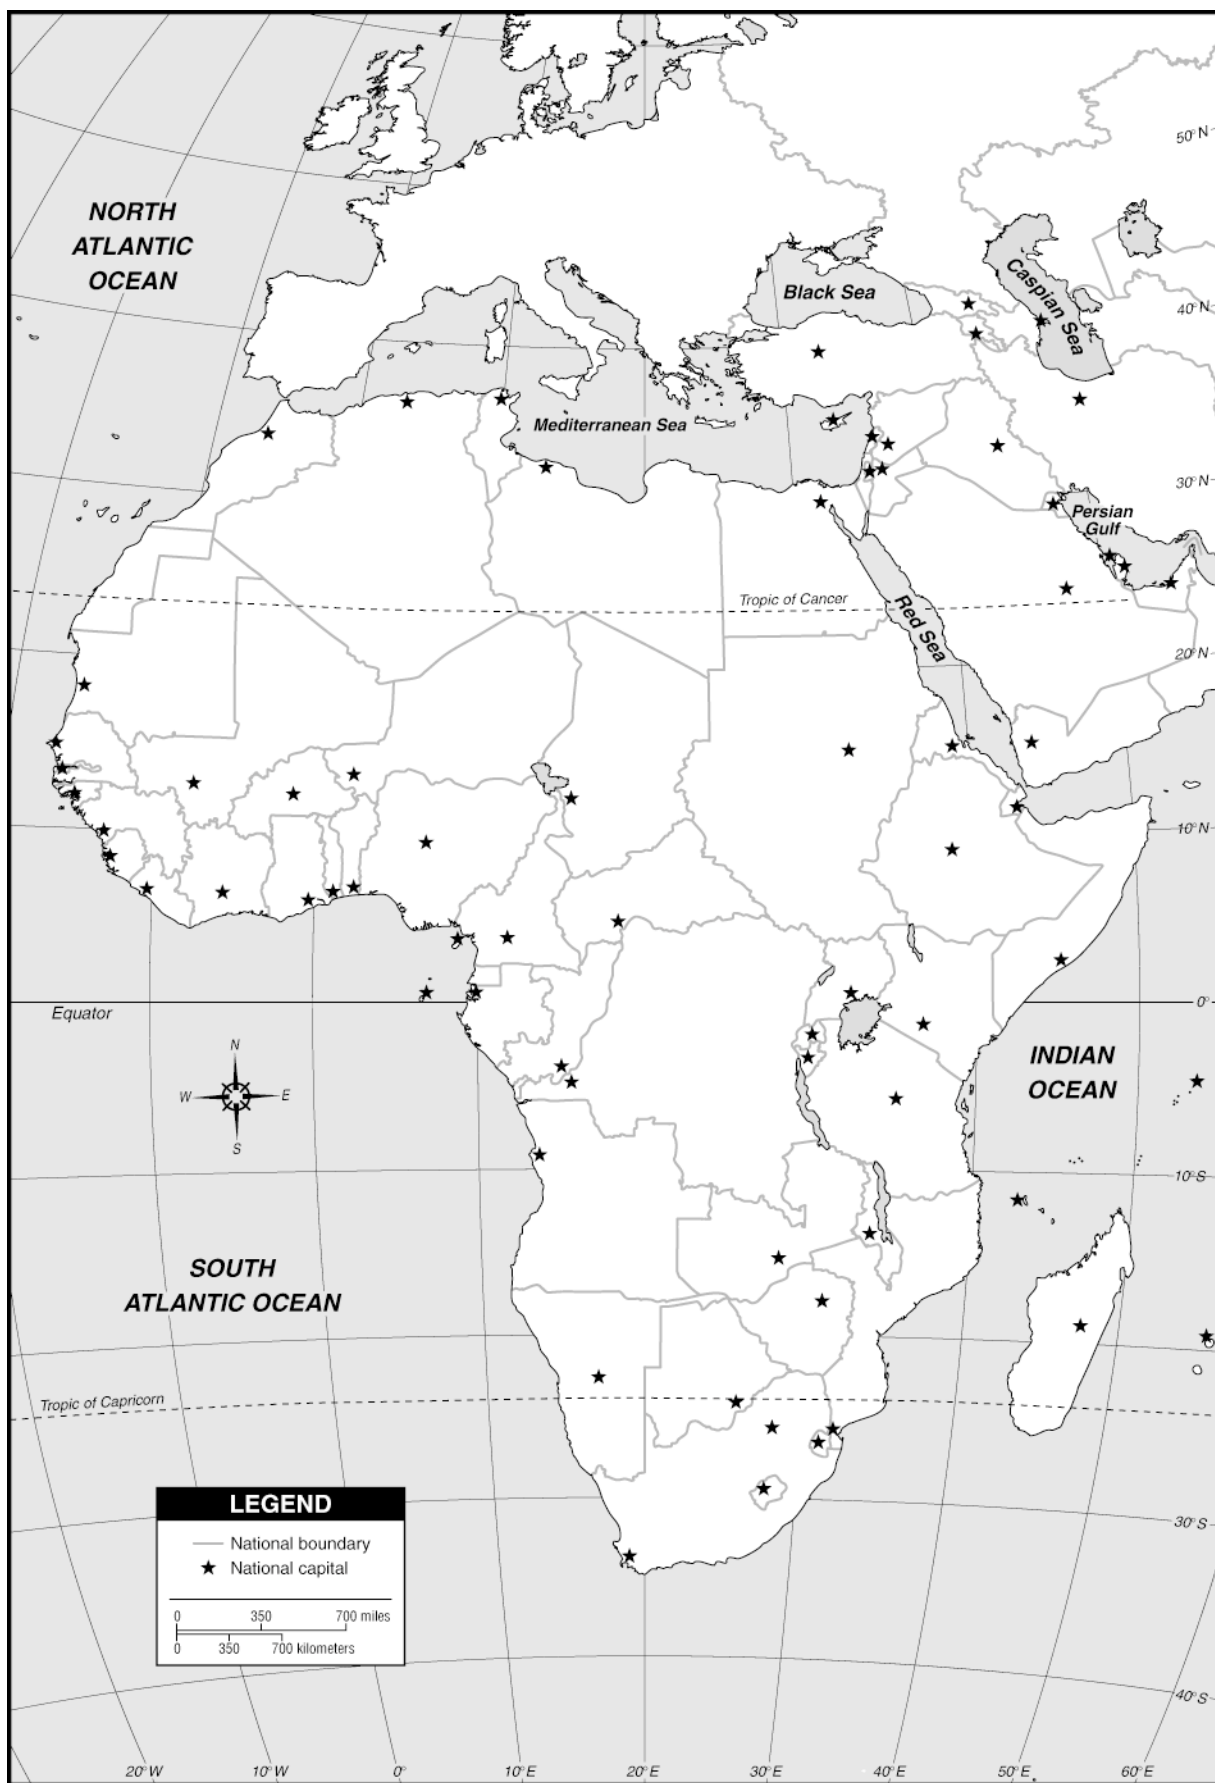 50°N
NORTH
ATLANTIC
OCEAN
Caspian Sea
Black Sea
40°N
Mediterranean Sea
30°N
Persian
Gulf
Tropic of Cancer
Red Sea
20°N
10°N
Equator
0°
N
W
E
S
INDIAN
OCEAN
10°S
SOUTH
ATLANTIC OCEAN
Tropic of Capricorn
LEGEND
National boundary
National capital
0 350 700 miles
0 350 700 kilometers
30°S
40°S
20°W 10°W 0° 10°E 20°E 30°E 40°E 50°E 60°E